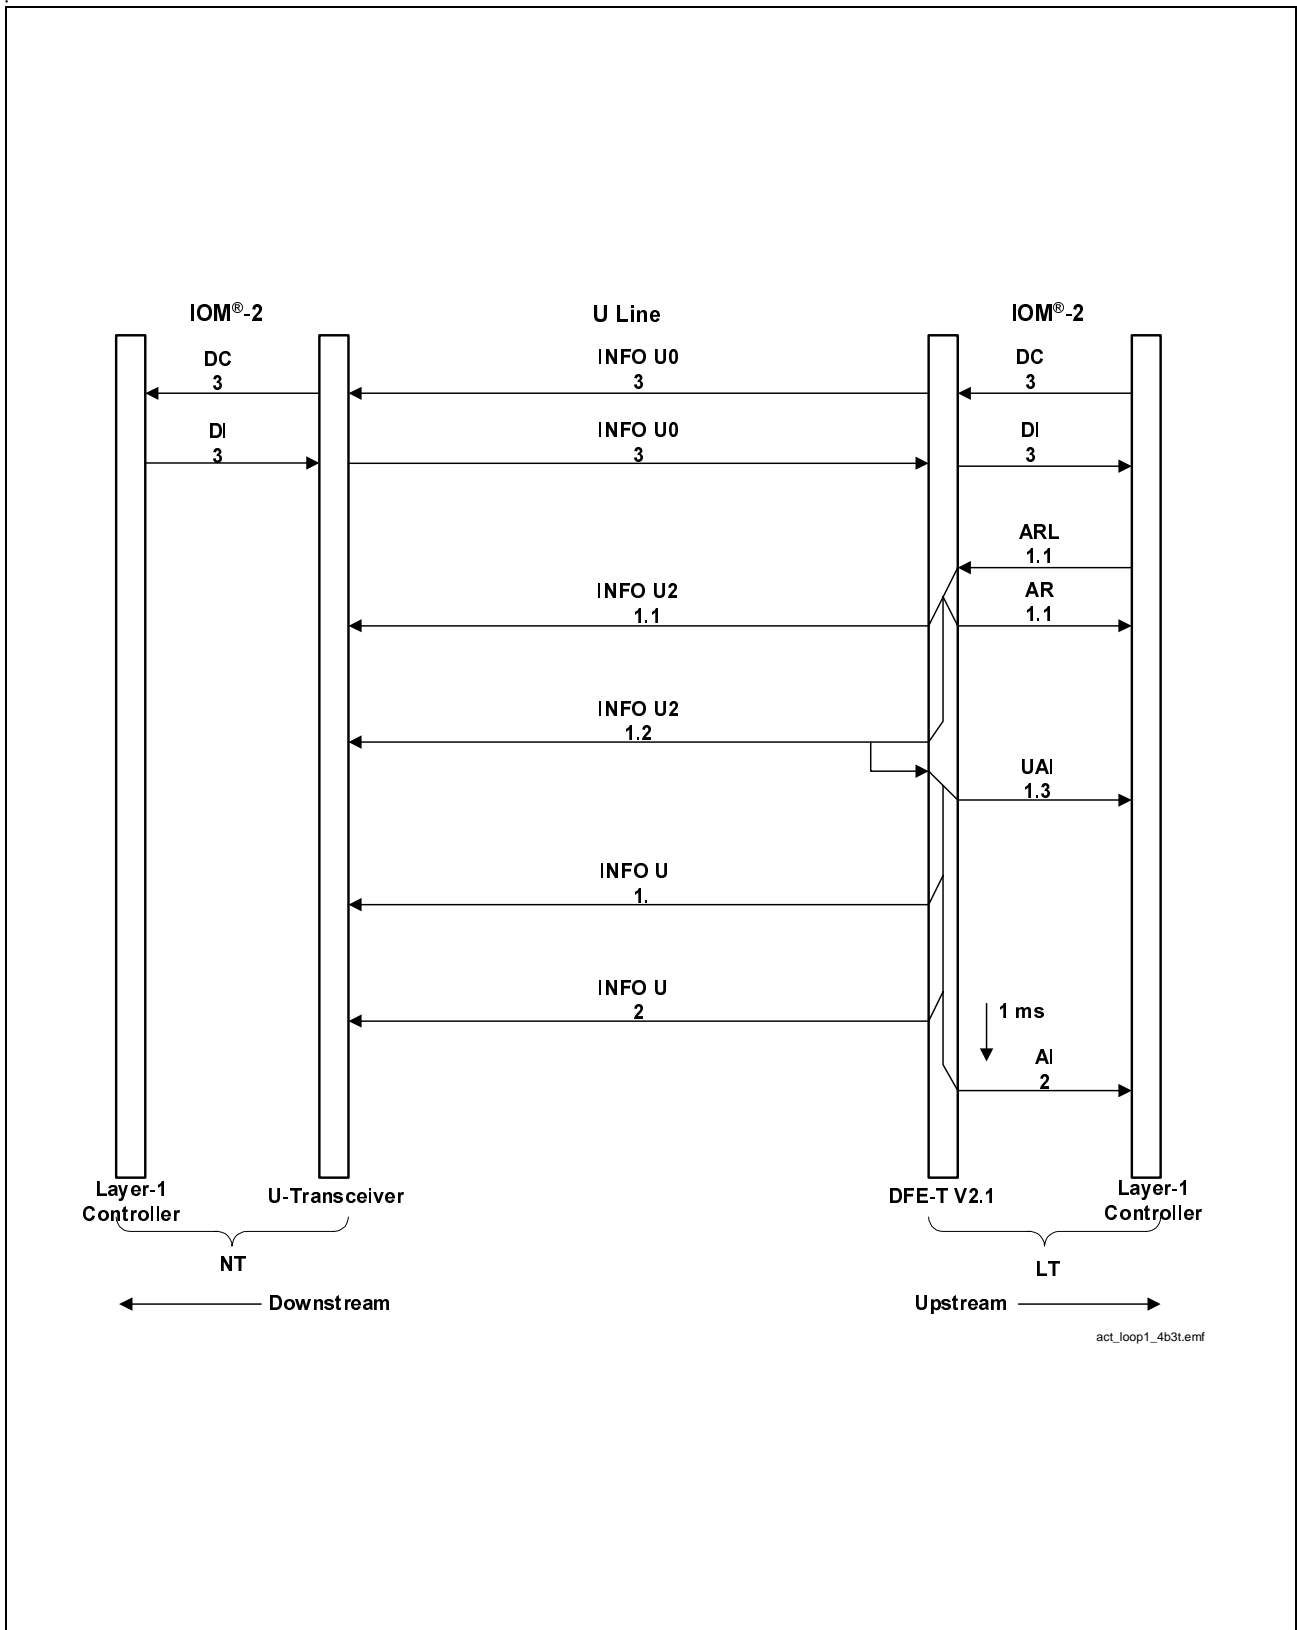 IOM®-2
U Line
IOM®-2
DC
3
INFO U0
3
DC
3
DI
3
INFO U0
3
DI
3
ARL
1.1
INFO U2
1.1
AR
1.1
INFO U2
1.2
UAI
1.3
INFO U
1.
INFO U
2
1 ms
AI
2
Layer-1
Controller
U-Transceiver
DFE-T V2.1
Layer-1
Controller
NT
LT
Downstream
Upstream
act_loop1_4b3t.emf